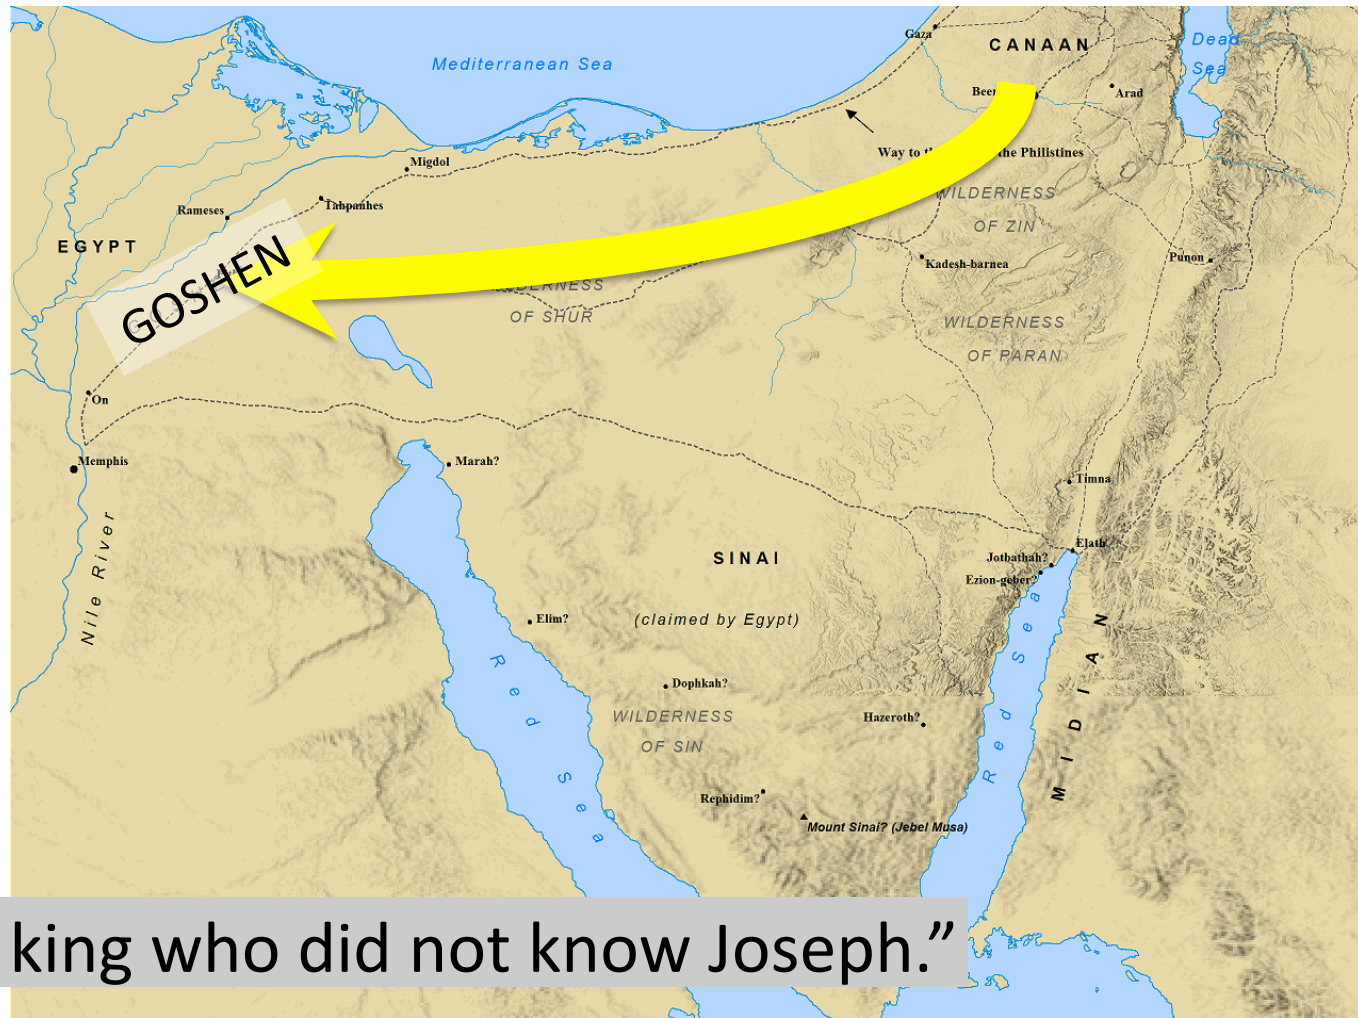 Gaza
CANAAN
Dead
Sea
Mediterranean Sea
Beer
Arad
Way to the Philistines
Migdol
WILDERNESS
OF ZIN
Rameses
Tahpanhes
EGYPT
GOSHEN
Kadesh-barnea
Punon
OF SHUR
WILDERNESS
OF PARAN
On
Memphis
Marah?
Timna
Nile River
SINAI
Elath
Jotbathah?
Ezion-geber?
Elim?
(claimed by Egypt)
Red Sea
Red Sea
MIDIAN
Dophkah?
WILDERNESS
OF SIN
Hazeroth?
Rephidim?
Mount Sinai? (Jebel Musa)
king who did not know Joseph.”